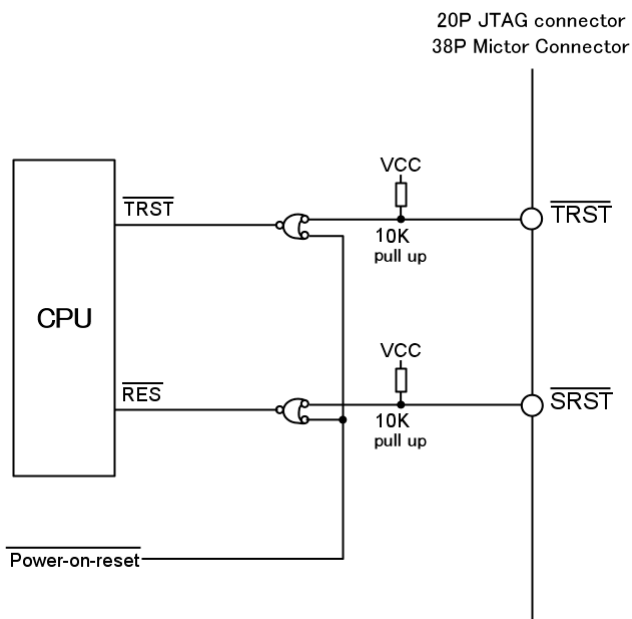 20P JTAG connector
38P Mictor Connector
VCC
TRST
TRST
10K
pull up
CPU
VCC
RES
SRST
10K
pull up
Power-on-reset